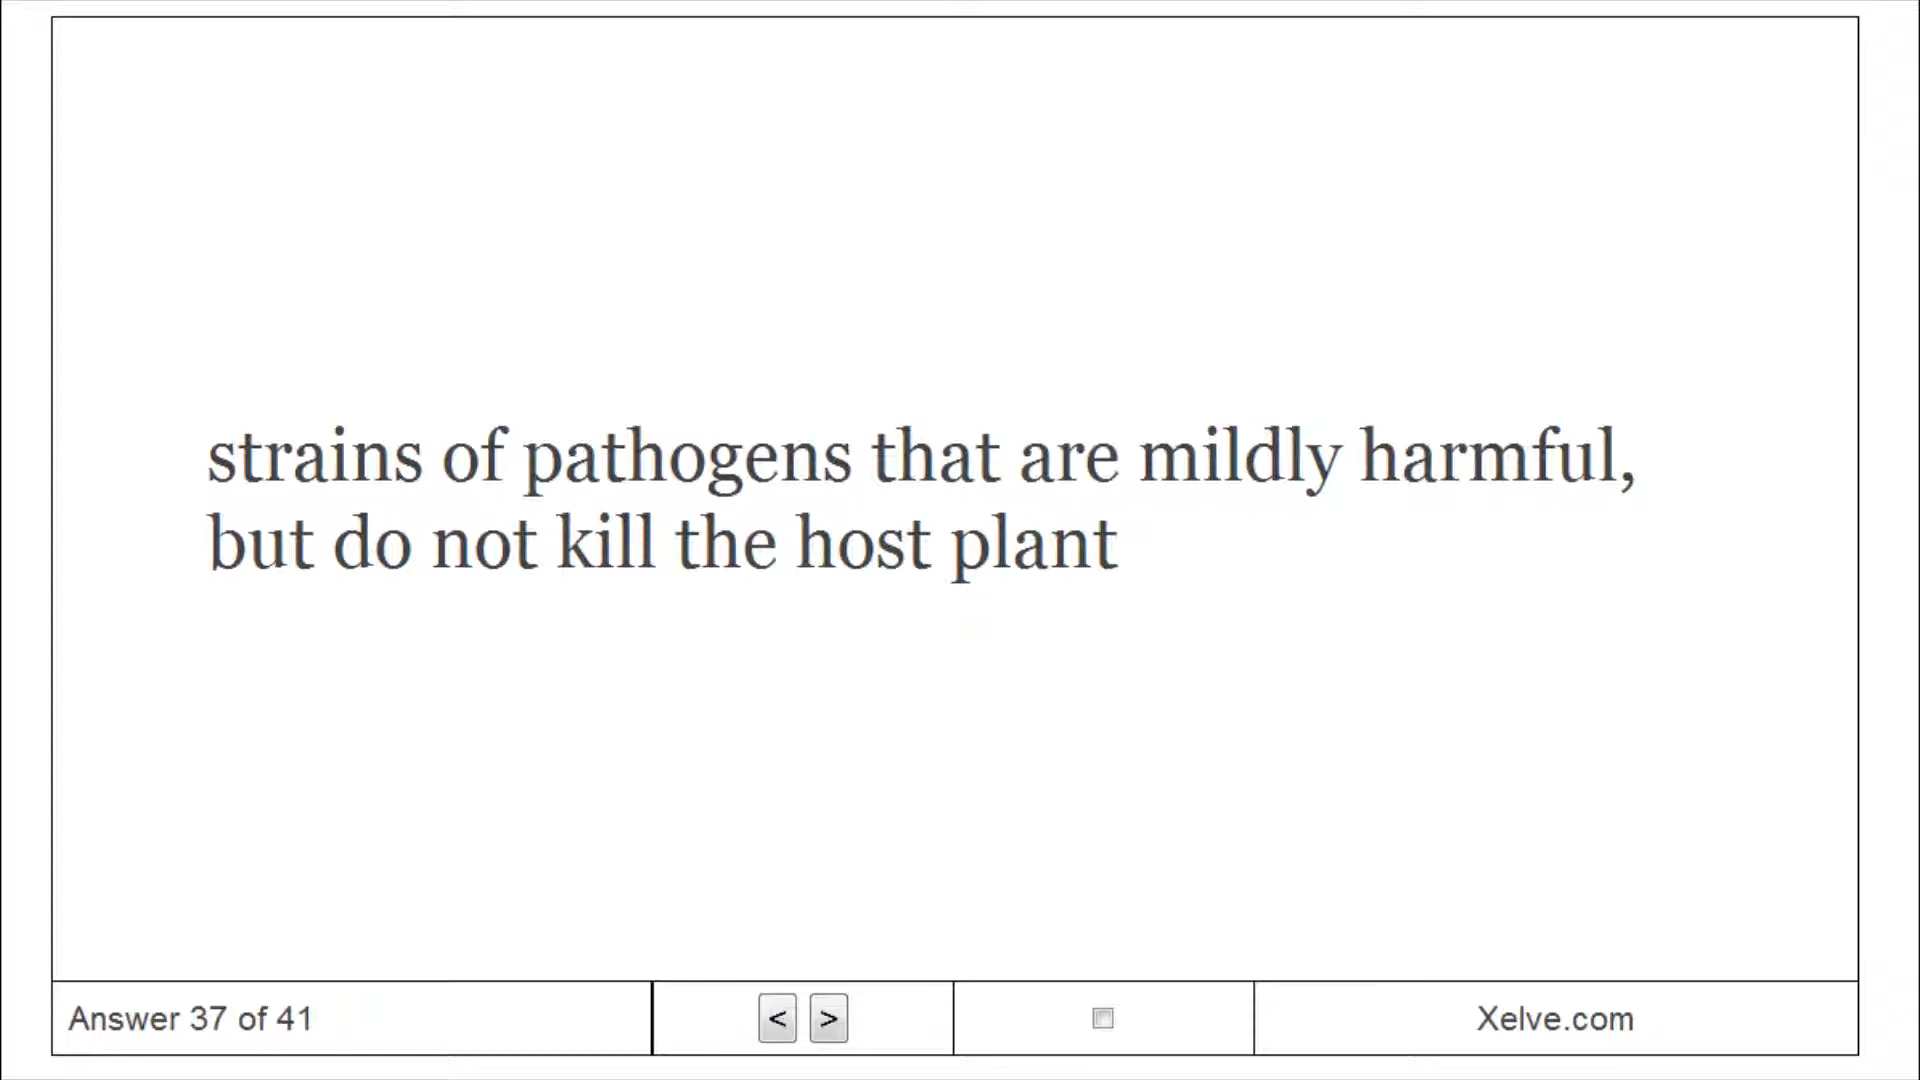 strains of pathogens that are mildly harmful,
but do not kill the host plant
Answer 37 of 41
< >
Xelve.com